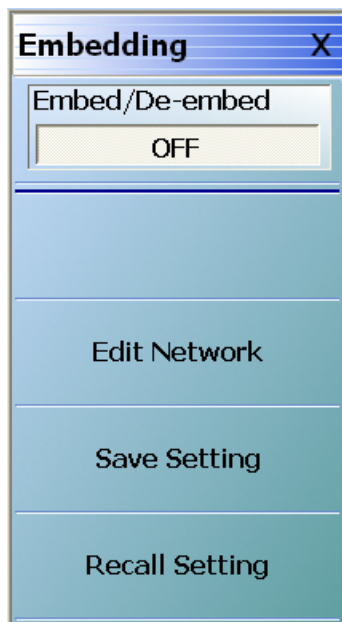 Embedding X
Embed/De-embed
OFF
Edit Network
Save Setting
Recall Setting